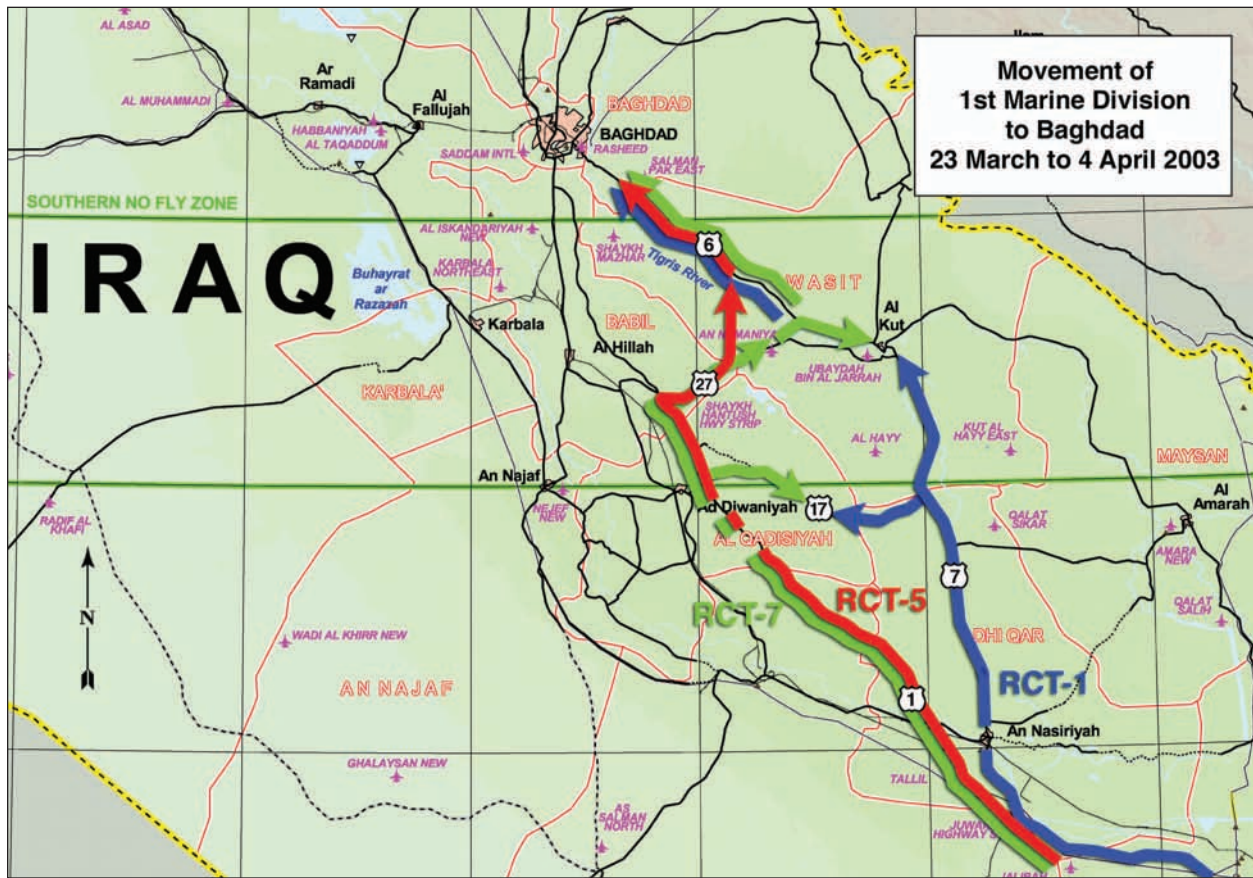 AL ASAD
Ar
Ramadi
Al
Fallujah
AL MUHAMMADI
HABBANIYAH
AL TAQADDUM
BAGHDAD
BAGHDAD
RASHEED
SADDAM INTL
SALMAN
PAK EAST
Movement of
1st Marine Division
to Baghdad
23 March to 4 April 2003
SOUTHERN NO FLY ZONE
IRAQ
AL ISKANDARIYAH
NEW
KARBALA
NORTHEAST
SHAYKH
MAZHAR
6
Tigris River
WASIT
Buhayrat
ar
Razazah
Karbala
BABIL
Al Hillah
Al
Kut
UBAYDAH
BIN AL JARRAH
KARBALA'
27
SHAYKH
HANTUSH
HWY STRIP
AL HAYY
KUT AL
HAYY EAST
MAYSAN
An Najaf
NEJEF
NEW
Ad Diwaniyah
17
Al
Amarah
RADIF AL
KHAFI
AL QADISIYAH
QALAT
SIKAR
AMARA
NEW
7
QALAT
SALIH
N
RCT-7
RCT-5
WADI AL KHIRR NEW
DHI QAR
AN NAJAF
RCT-1
1
An Nasiriyah
GHALAYSAN NEW
TALLIL
AS
SALMAN
NORTH